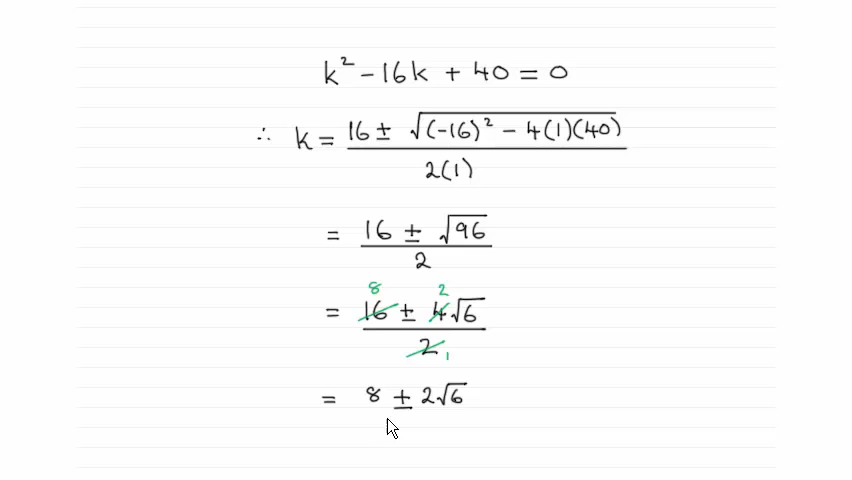 k² - 16k + 40 = 0
∴ k = 16 ± √(-16)² - 4(1)(40)
2(1)
= 16 ± √96
2
8 2
= 16 ± 4√6
2 1
= 8 ± 2√6